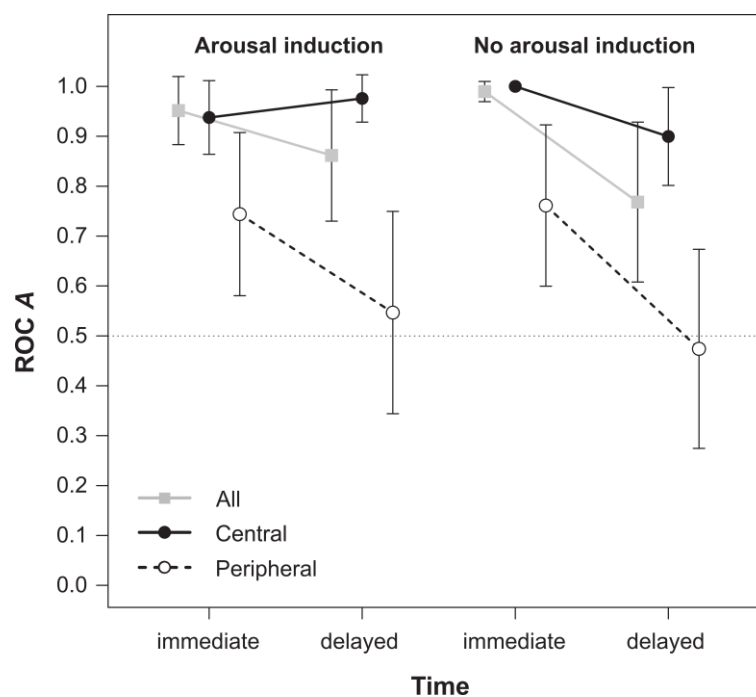 Arousal induction No arousal induction
1.0
0.9
0.8
0.7
0.6
0.5
0.4
0.3
0.2
0.1
0.0
ROC A
All
Central
Peripheral
immediate delayed immediate delayed
Time